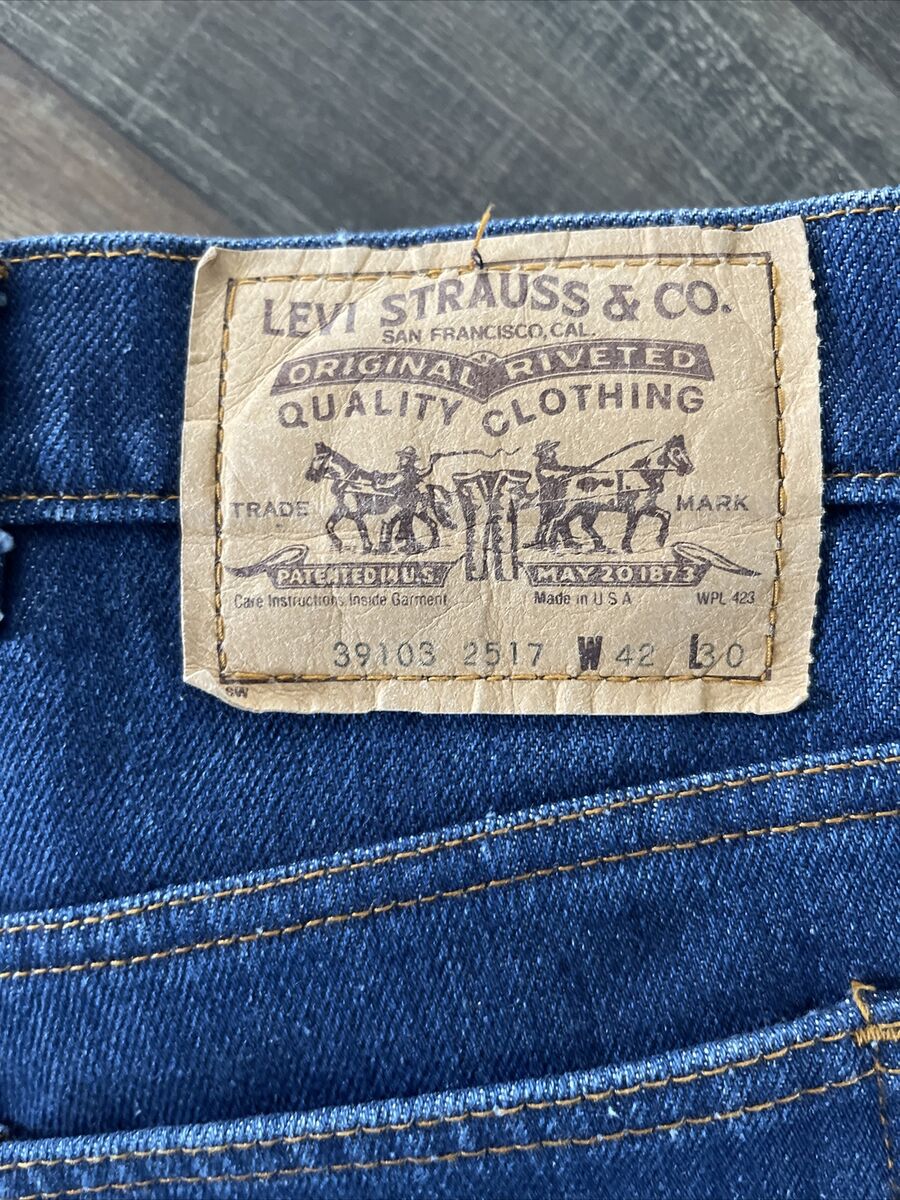 LEVI STRAUSS & CO.
SAN FRANCISCO, CAL.
ORIGINAL RIVETED
QUALITY CLOTHING
TRADE MARK
PATENTED IN U.S. MAY 20 1873
Care Instructions Inside Garment Made in U S A WPL 423
39103 2517 W 42 L 30
SW